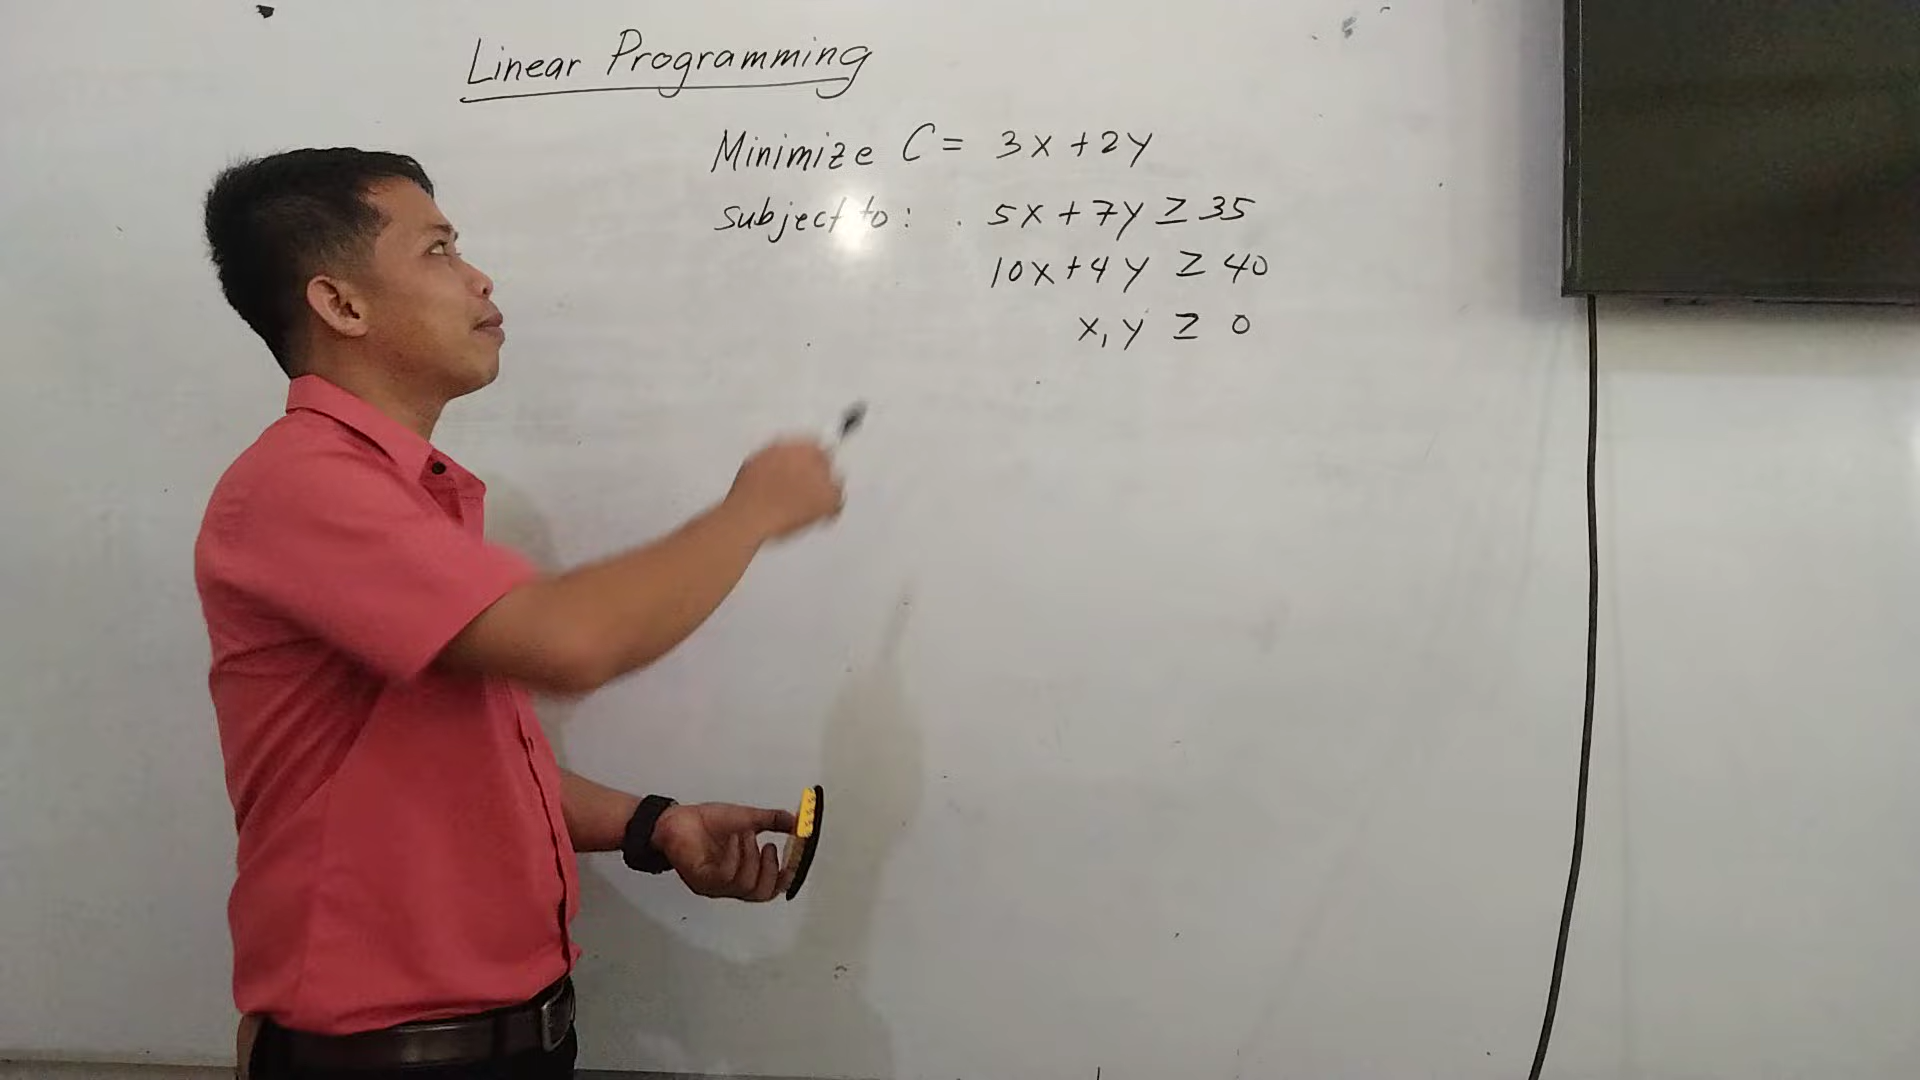 Linear Programming
Minimize C = 3x + 2y
subject to: 5x + 7y ≥ 35
10x + 4y ≥ 40
x, y ≥ 0